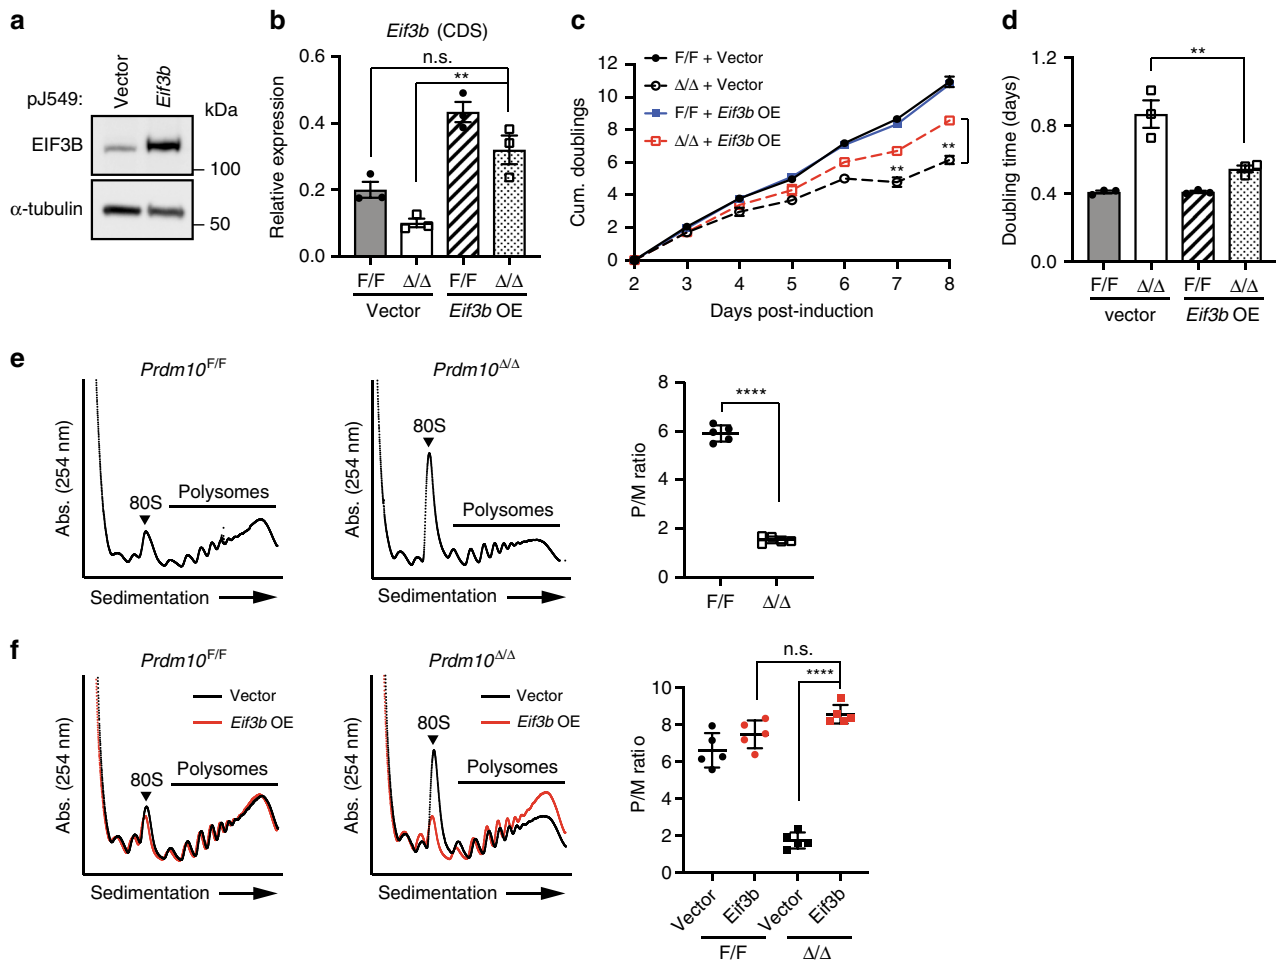 a
pJ549:
Vector
Eif3b
kDa
EIF3B
100
α-tubulin
50
b
Eif3b (CDS)
n.s.
**
Relative expression
0.6
0.4
0.2
0.0
F/F
Δ/Δ
F/F
Δ/Δ
Vector
Eif3b OE
c
F/F + Vector
Δ/Δ + Vector
F/F + Eif3b OE
Δ/Δ + Eif3b OE
Cum. doublings
12
10
8
6
4
2
0
**
**
2
3
4
5
6
7
8
Days post-induction
d
**
Doubling time (days)
1.2
0.8
0.4
0.0
F/F
Δ/Δ
F/F
Δ/Δ
vector
Eif3b OE
e
Prdm10F/F
Abs. (254 nm)
80S
Polysomes
Sedimentation
Prdm10Δ/Δ
Abs. (254 nm)
80S
Polysomes
Sedimentation
P/M ratio
8
6
4
2
0
****
F/F
Δ/Δ
f
Prdm10F/F
Vector
Eif3b OE
Abs. (254 nm)
80S
Polysomes
Sedimentation
Prdm10Δ/Δ
Vector
Eif3b OE
Abs. (254 nm)
80S
Polysomes
Sedimentation
n.s.
****
P/M ratio
10
8
6
4
2
0
Vector
Eif3b
Vector
Eif3b
F/F
Δ/Δ